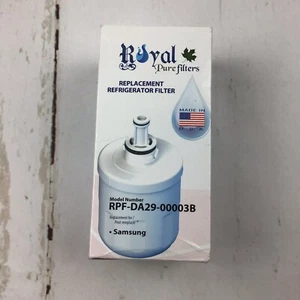 Royal
Pure filters
REPLACEMENT
REFRIGERATOR FILTER
MADE IN
U.S.A
Model Number
RPF-DA29-00003B
• Samsung